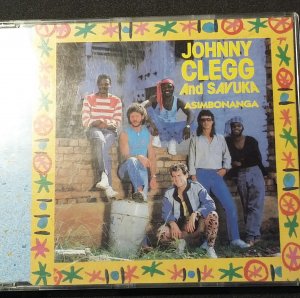 JOHNNY
CLEGG
And SAVUKA
ASIMBONANGA